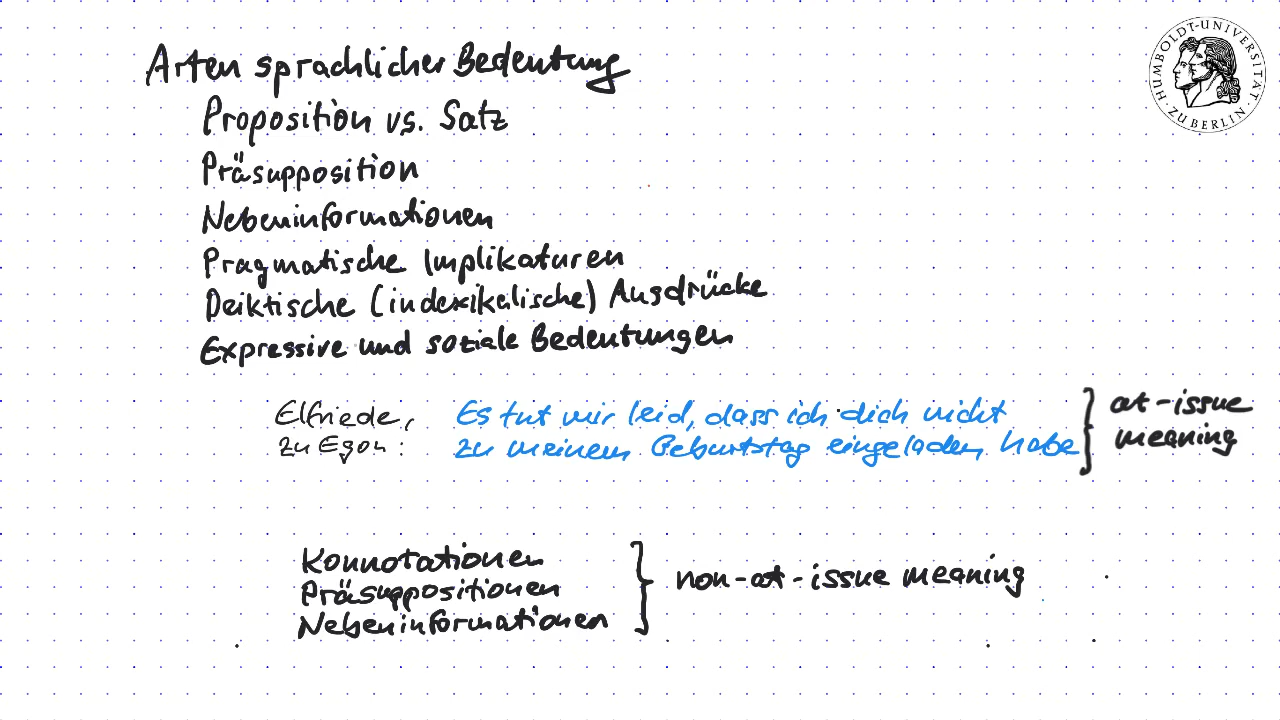 Arten sprachlicher Bedeutung
Proposition vs. Satz
Präsupposition
Nebeninformationen
Pragmatische Implikaturen
Deiktische (indexikalische) Ausdrücke
Expressive und soziale Bedeutungen
Elfriede, Es tut mir leid, dass ich dich nicht
zu Egon: zu meinem Geburtstag eingeladen habe
} at-issue
meaning
Konnotationen
Präsuppositionen
Nebeninformationen
} non-at-issue meaning
HUMBOLDT-UNIVERSITÄT ZU BERLIN